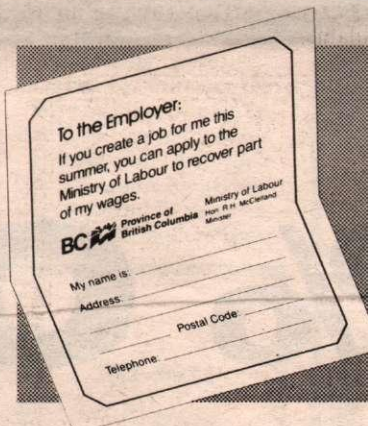 To the Employer:
If you create a job for me this
summer, you can apply to the
Ministry of Labour to recover part
of my wages.
BC Province of British Columbia
Ministry of Labour
Hon. R.H. McClelland
Minister
My name is:
Address:
Postal Code:
Telephone: